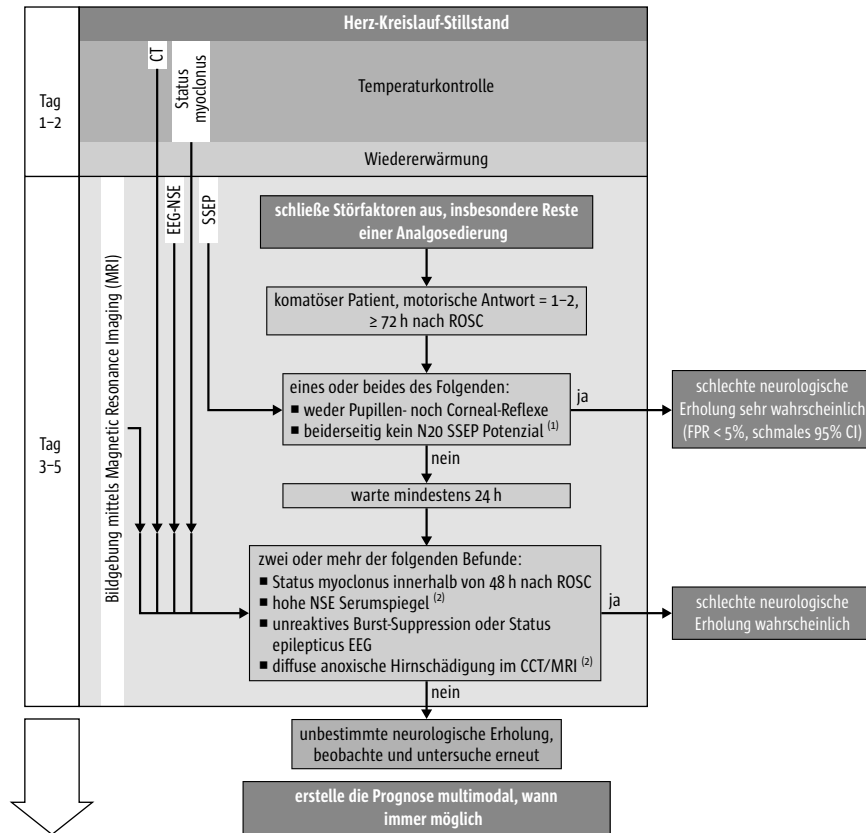 Herz-Kreislauf-Stillstand
CT
Status
myoclonus
Temperaturkontrolle
Tag
1–2
Wiedererwärmung
EEG-NSE
SSEP
schließe Störfaktoren aus, insbesondere Reste
einer Analgosedierung
Bildgebung mittels Magnetic Resonance Imaging (MRI)
komatöser Patient, motorische Antwort = 1–2,
≥ 72 h nach ROSC
eines oder beides des Folgenden:
■ weder Pupillen- noch Corneal-Reflexe
■ beiderseitig kein N20 SSEP Potenzial (1)
ja
schlechte neurologische
Erholung sehr wahrscheinlich
(FPR < 5%, schmales 95% CI)
Tag
3–5
nein
warte mindestens 24 h
zwei oder mehr der folgenden Befunde:
■ Status myoclonus innerhalb von 48 h nach ROSC
■ hohe NSE Serumspiegel (2)
■ unreaktives Burst-Suppression oder Status
epilepticus EEG
■ diffuse anoxische Hirnschädigung im CCT/MRI (2)
ja
schlechte neurologische
Erholung wahrscheinlich
nein
unbestimmte neurologische Erholung,
beobachte und untersuche erneut
erstelle die Prognose multimodal, wann
immer möglich